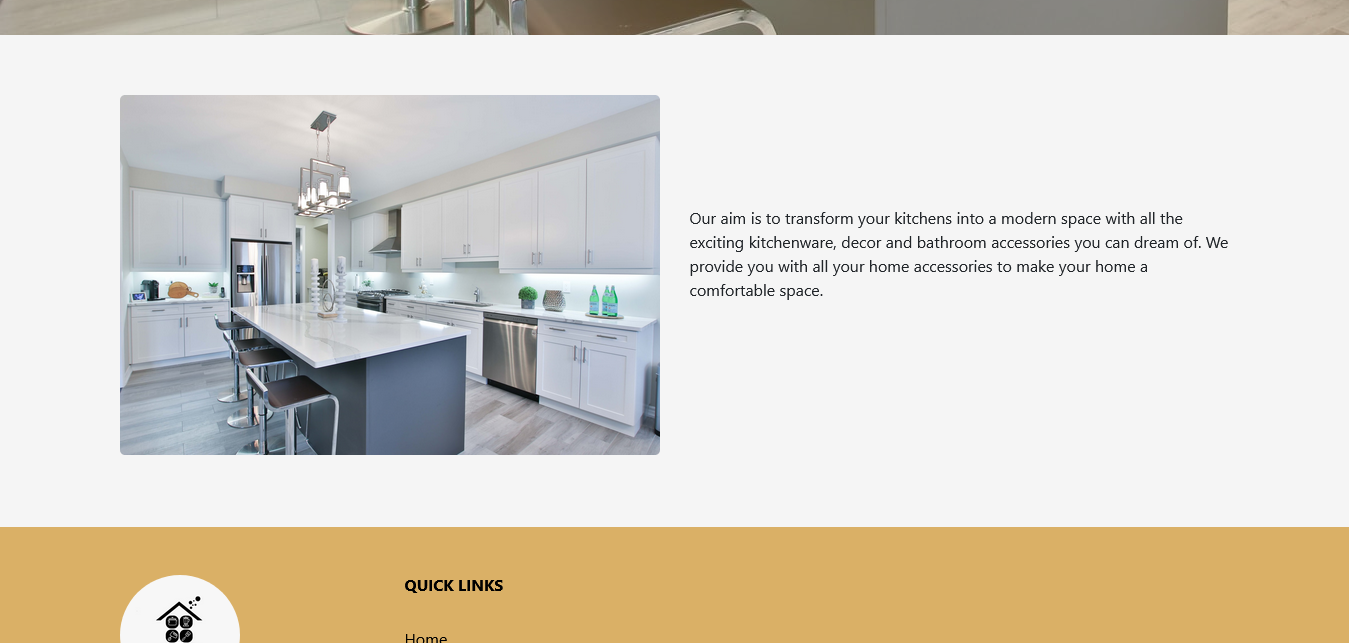 Our aim is to transform your kitchens into a modern space with all the
exciting kitchenware, decor and bathroom accessories you can dream of. We
provide you with all your home accessories to make your home a
comfortable space.
QUICK LINKS
Home